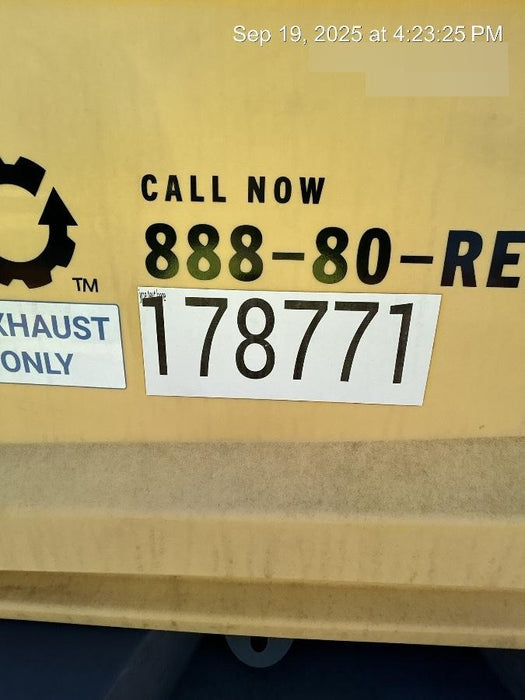 Sep 19, 2025 at 4:23:25 PM
CALL NOW
888-80-RE
TM
XHAUST
ONLY
178771